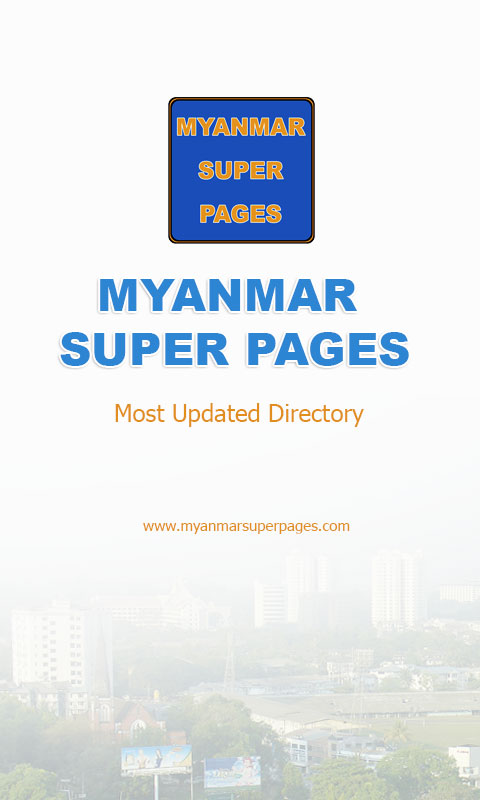 MYANMAR
SUPER
PAGES
MYANMAR
SUPER PAGES
Most Updated Directory
www.myanmarsuperpages.com